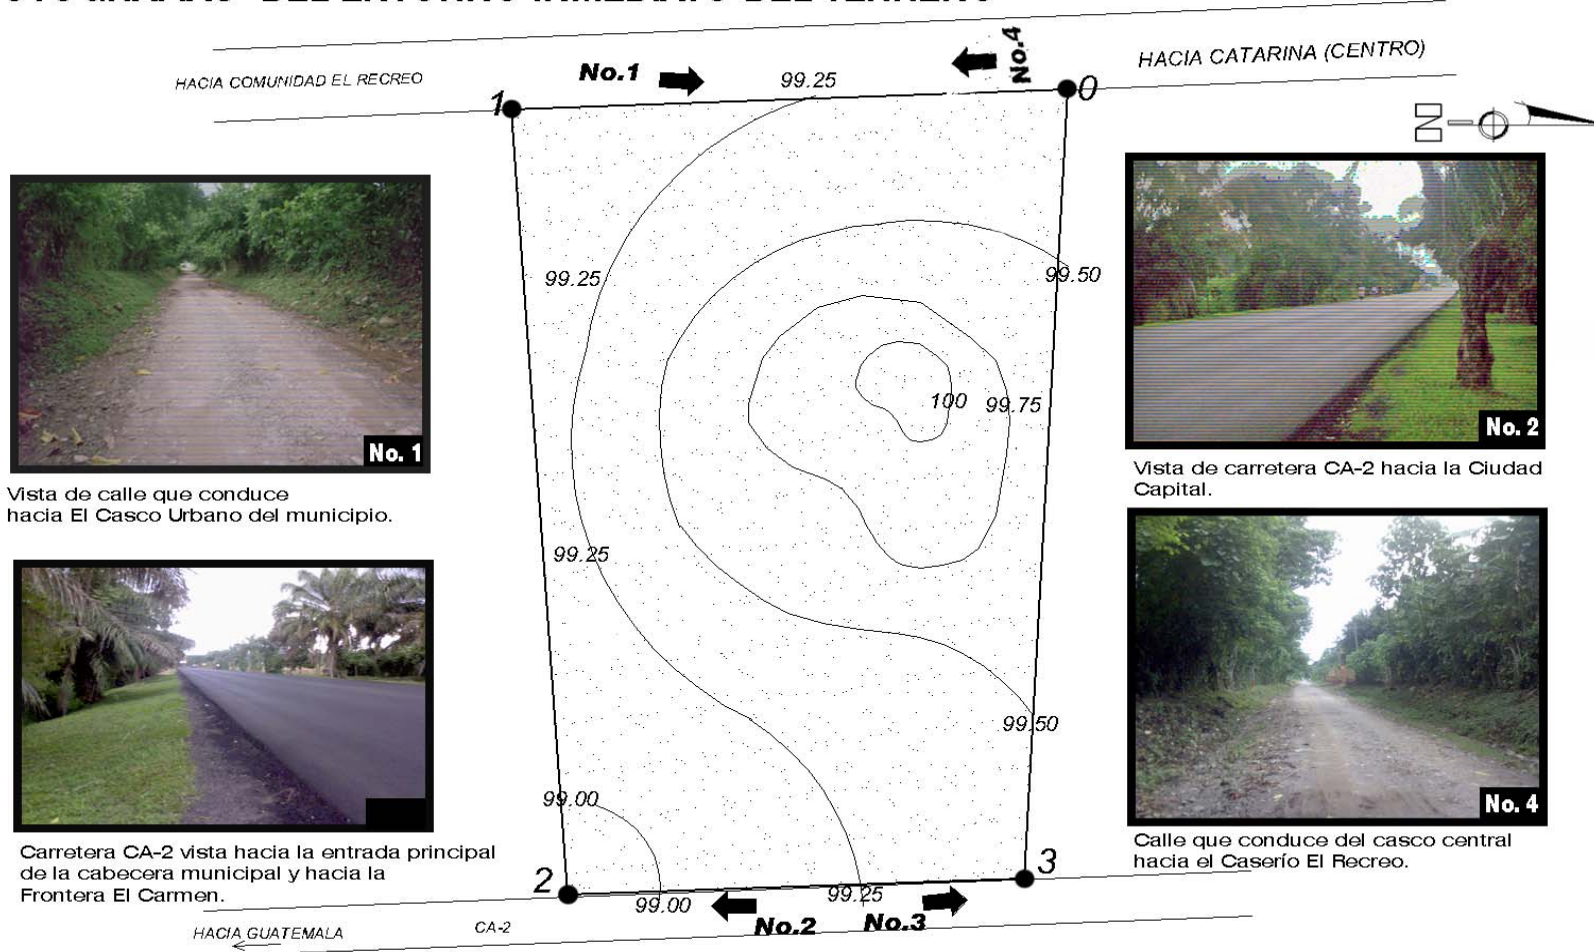 HACIA COMUNIDAD EL RECREO
No.1
99.25
No.4
HACIA CATARINA (CENTRO)
1
0
N
99.25
99.50
100
99.75
No. 1
No. 2
Vista de calle que conduce
hacia El Casco Urbano del municipio.
Vista de carretera CA-2 hacia la Ciudad
Capital.
99.25
99.50
99.00
No. 4
Carretera CA-2 vista hacia la entrada principal
de la cabecera municipal y hacia la
Frontera El Carmen.
Calle que conduce del casco central
hacia el Caserío El Recreo.
2
3
99.00
99.25
No.2
No.3
HACIA GUATEMALA
CA-2